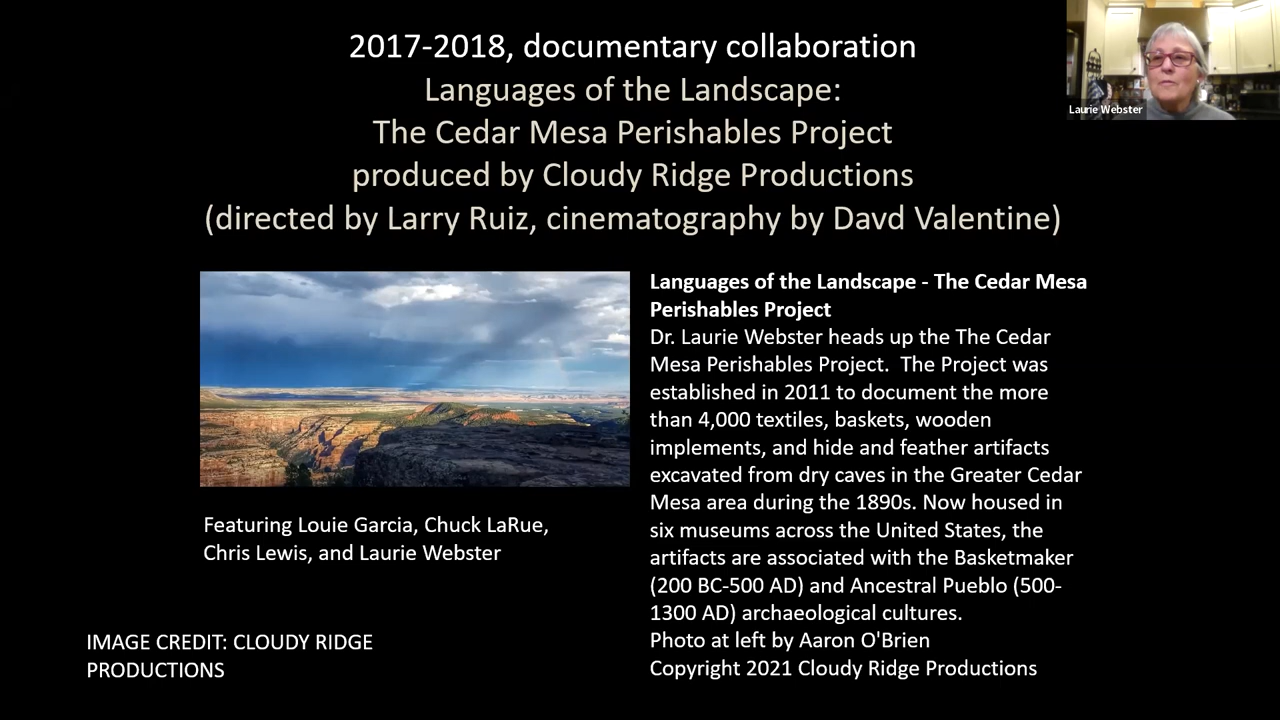 2017-2018, documentary collaboration
Languages of the Landscape:
The Cedar Mesa Perishables Project
produced by Cloudy Ridge Productions
(directed by Larry Ruiz, cinematography by Davd Valentine)
Laurie Webster
Featuring Louie Garcia, Chuck LaRue,
Chris Lewis, and Laurie Webster
IMAGE CREDIT: CLOUDY RIDGE
PRODUCTIONS
Languages of the Landscape - The Cedar Mesa
Perishables Project
Dr. Laurie Webster heads up the The Cedar
Mesa Perishables Project.  The Project was
established in 2011 to document the more
than 4,000 textiles, baskets, wooden
implements, and hide and feather artifacts
excavated from dry caves in the Greater Cedar
Mesa area during the 1890s. Now housed in
six museums across the United States, the
artifacts are associated with the Basketmaker
(200 BC-500 AD) and Ancestral Pueblo (500-
1300 AD) archaeological cultures.
Photo at left by Aaron O'Brien
Copyright 2021 Cloudy Ridge Productions